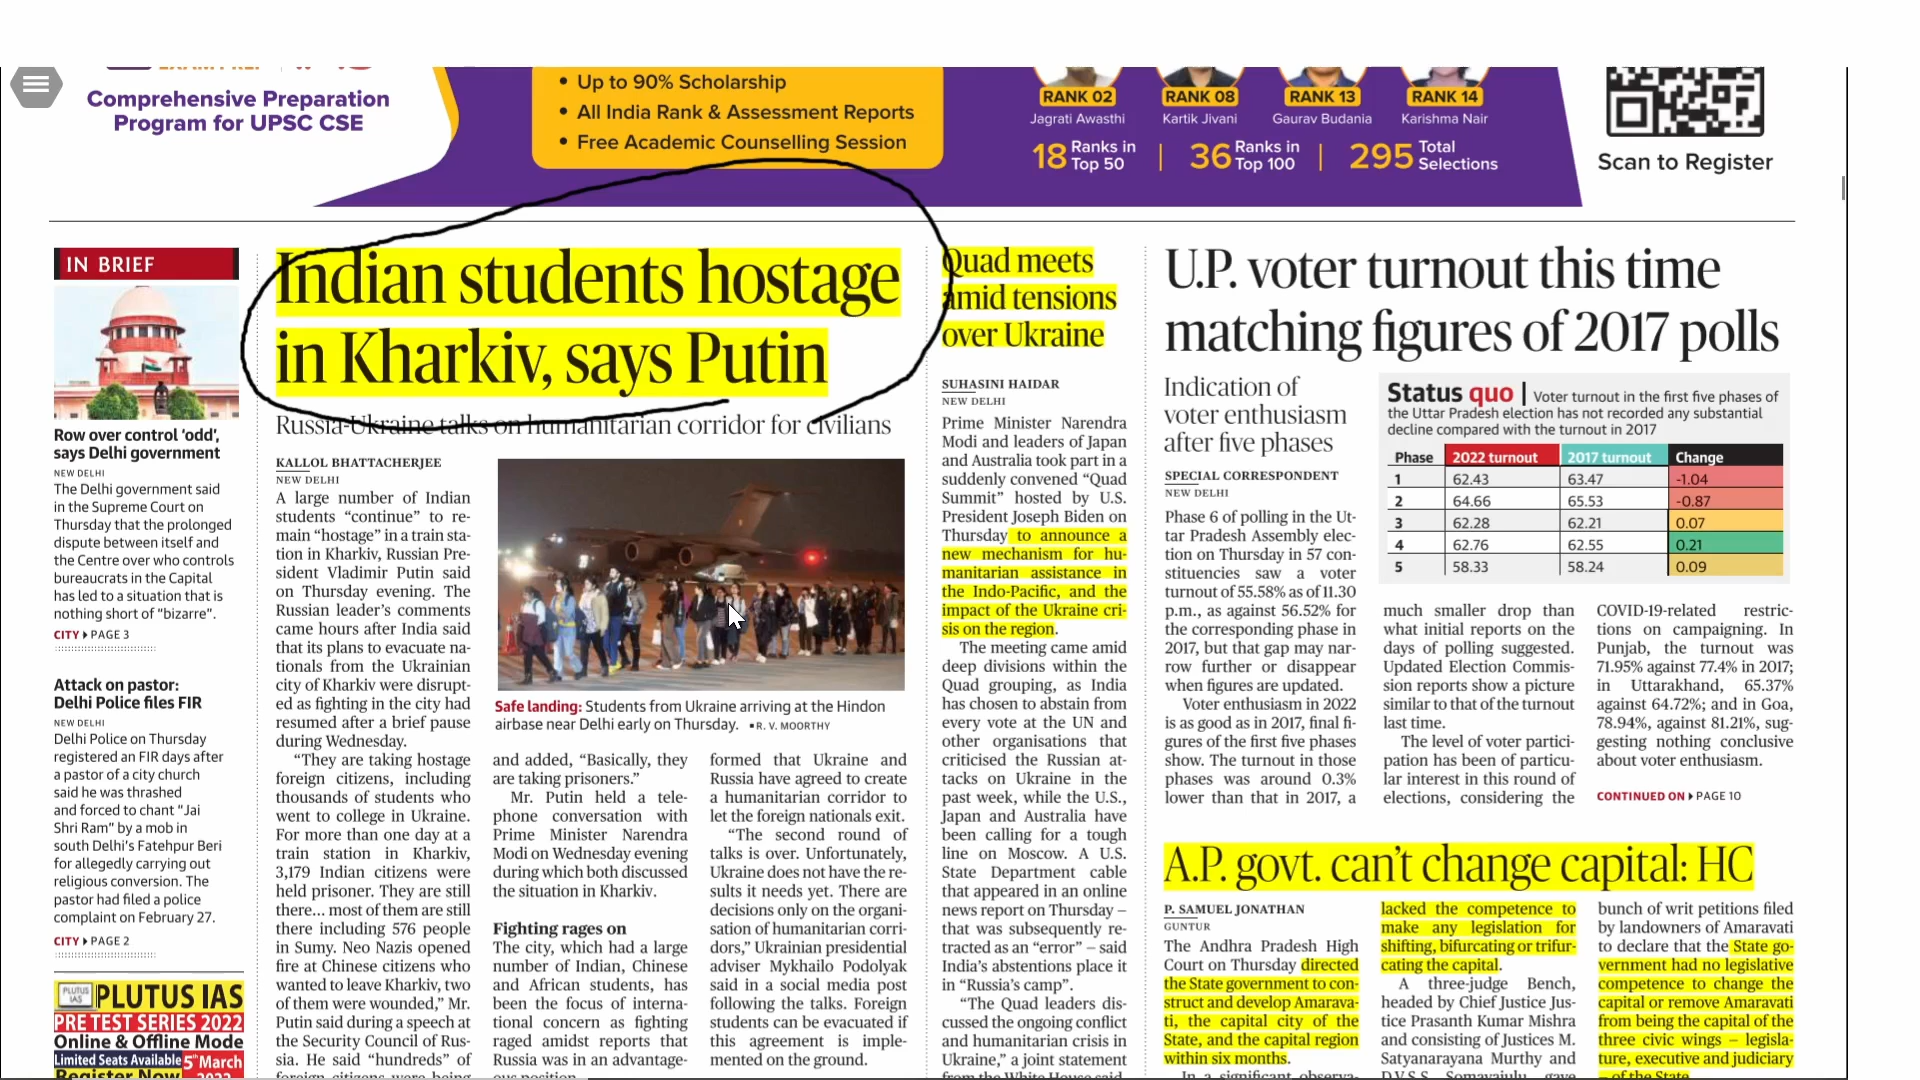 Comprehensive Preparation
Program for UPSC CSE
• Up to 90% Scholarship
• All India Rank & Assessment Reports
• Free Academic Counselling Session
RANK 02
Jagrati Awasthi
RANK 08
Kartik Jivani
RANK 13
Gaurav Budania
RANK 14
Karishma Nair
18 Ranks in Top 50
36 Ranks in Top 100
295 Total Selections
Scan to Register
IN BRIEF
Row over control ‘odd’,
says Delhi government
NEW DELHI
The Delhi government said
in the Supreme Court on
Thursday that the prolonged
dispute between itself and
the Centre over who controls
bureaucrats in the Capital
has led to a situation that is
nothing short of “bizarre”.
CITY PAGE 3
Attack on pastor:
Delhi Police files FIR
NEW DELHI
Delhi Police on Thursday
registered an FIR days after
a pastor of a city church
said he was thrashed
and forced to chant “Jai
Shri Ram” by a mob in
south Delhi’s Fatehpur Beri
for allegedly carrying out
religious conversion. The
pastor had filed a police
complaint on February 27.
CITY PAGE 2
PLUTUS IAS
PLUTUS IAS
PRE TEST SERIES 2022
Online & Offline Mode
Limited Seats Available
Register Now
5th March
2022
Indian students hostage
in Kharkiv, says Putin
Russia-Ukraine talks on humanitarian corridor for civilians
KALLOL BHATTACHERJEE
NEW DELHI
A large number of Indian
students “continue” to re-
main “hostage” in a train sta-
tion in Kharkiv, Russian Pre-
sident Vladimir Putin said
on Thursday evening. The
Russian leader’s comments
came hours after India said
that its plans to evacuate na-
tionals from the Ukrainian
city of Kharkiv were disrupt-
ed as fighting in the city had
resumed after a brief pause
during Wednesday.
“They are taking hostage
foreign citizens, including
thousands of students who
went to college in Ukraine.
For more than one day at a
train station in Kharkiv,
3,179 Indian citizens were
held prisoner. They are still
there... most of them are still
there including 576 people
in Sumy. Neo Nazis opened
fire at Chinese citizens who
wanted to leave Kharkiv, two
of them were wounded,” Mr.
Putin said during a speech at
the Security Council of Rus-
sia. He said “hundreds” of
foreign citizens were being
Safe landing: Students from Ukraine arriving at the Hindon
airbase near Delhi early on Thursday. ▪ R. V. MOORTHY
and added, “Basically, they
are taking prisoners.”
Mr. Putin held a tele-
phone conversation with
Prime Minister Narendra
Modi on Wednesday evening
during which both discussed
the situation in Kharkiv.
Fighting rages on
The city, which had a large
number of Indian, Chinese
and African students, has
been the focus of interna-
tional concern as fighting
raged amidst reports that
Russia was in an advantage-
ous position.
formed that Ukraine and
Russia have agreed to create
a humanitarian corridor to
let the foreign nationals exit.
“The second round of
talks is over. Unfortunately,
Ukraine does not have the re-
sults it needs yet. There are
decisions only on the organi-
sation of humanitarian corri-
dors,” Ukrainian presidential
adviser Mykhailo Podolyak
said in a social media post
following the talks. Foreign
students can be evacuated if
this agreement is imple-
mented on the ground.
Quad meets
amid tensions
over Ukraine
SUHASINI HAIDAR
NEW DELHI
Prime Minister Narendra
Modi and leaders of Japan
and Australia took part in a
suddenly convened “Quad
Summit” hosted by U.S.
President Joseph Biden on
Thursday to announce a
new mechanism for hu-
manitarian assistance in
the Indo-Pacific, and the
impact of the Ukraine cri-
sis on the region.
The meeting came amid
deep divisions within the
Quad grouping, as India
has chosen to abstain from
every vote at the UN and
other organisations that
criticised the Russian at-
tacks on Ukraine in the
past week, while the U.S.,
Japan and Australia have
been calling for a tough
line on Moscow. A U.S.
State Department cable
that appeared in an online
news report on Thursday –
that was subsequently re-
tracted as an “error” – said
India’s abstentions place it
in “Russia’s camp”.
“The Quad leaders dis-
cussed the ongoing conflict
and humanitarian crisis in
Ukraine,” a joint statement
from the White House said
U.P. voter turnout this time
matching figures of 2017 polls
Indication of
voter enthusiasm
after five phases
SPECIAL CORRESPONDENT
NEW DELHI
Phase 6 of polling in the Ut-
tar Pradesh Assembly elec-
tion on Thursday in 57 con-
stituencies saw a voter
turnout of 55.58% as of 11.30
p.m., as against 56.52% for
the corresponding phase in
2017, but that gap may nar-
row further or disappear
when figures are updated.
Voter enthusiasm in 2022
is as good as in 2017, final fi-
gures of the first five phases
show. The turnout in those
phases was around 0.3%
lower than that in 2017, a
Status quo | Voter turnout in the first five phases of
the Uttar Pradesh election has not recorded any substantial
decline compared with the turnout in 2017
Phase 2022 turnout 2017 turnout Change
1 62.43 63.47 -1.04
2 64.66 65.53 -0.87
3 62.28 62.21 0.07
4 62.76 62.55 0.21
5 58.33 58.24 0.09
much smaller drop than
what initial reports on the
days of polling suggested.
Updated Election Commis-
sion reports show a picture
similar to that of the turnout
last time.
The level of voter partici-
pation has been of particu-
lar interest in this round of
elections, considering the
COVID-19-related restric-
tions on campaigning. In
Punjab, the turnout was
71.95% against 77.4% in 2017;
in Uttarakhand, 65.37%
against 64.72%; and in Goa,
78.94%, against 81.21%, sug-
gesting nothing conclusive
about voter enthusiasm.
CONTINUED ON PAGE 10
A.P. govt. can’t change capital: HC
P. SAMUEL JONATHAN
GUNTUR
The Andhra Pradesh High
Court on Thursday directed
the State government to con-
struct and develop Amarava-
ti, the capital city of the
State, and the capital region
within six months.
In a significant observa-
lacked the competence to
make any legislation for
shifting, bifurcating or trifur-
cating the capital.
A three-judge Bench,
headed by Chief Justice Jus-
tice Prasanth Kumar Mishra
and consisting of Justices M.
Satyanarayana Murthy and
D.V.S.S. Somayajulu, gave
bunch of writ petitions filed
by landowners of Amaravati
to declare that the State go-
vernment had no legislative
competence to change the
capital or remove Amaravati
from being the capital of the
three civic wings – legisla-
ture, executive and judiciary
– of the State.